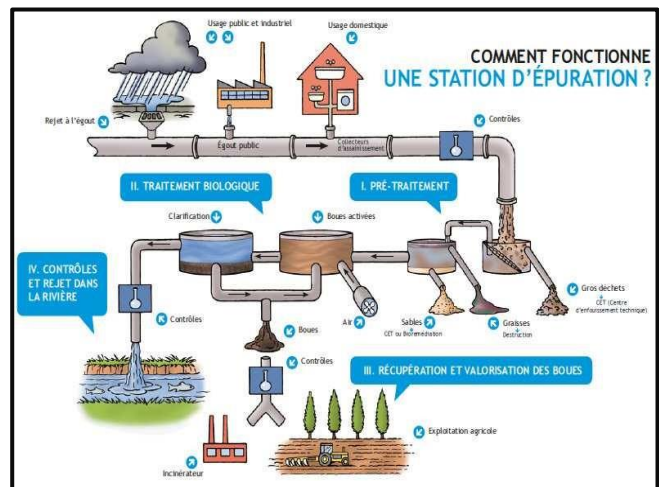 Usage public et industriel
Usage domestique
COMMENT FONCTIONNE
UNE STATION D'ÉPURATION ?
Rejet à l'égout
Égout public
Collecteurs
d'assainissement
Contrôles
II. TRAITEMENT BIOLOGIQUE
I. PRÉ-TRAITEMENT
Clarification
Boues activées
IV. CONTRÔLES
ET REJET DANS
LA RIVIÈRE
Contrôles
Boues
Air
Sables
CET ou Bioremédiation
Graisses
Destruction
Gros déchets
CET (Centre
d'enfouissement technique)
Contrôles
III. RÉCUPÉRATION ET VALORISATION DES BOUES
Exploitation agricole
Incinérateur